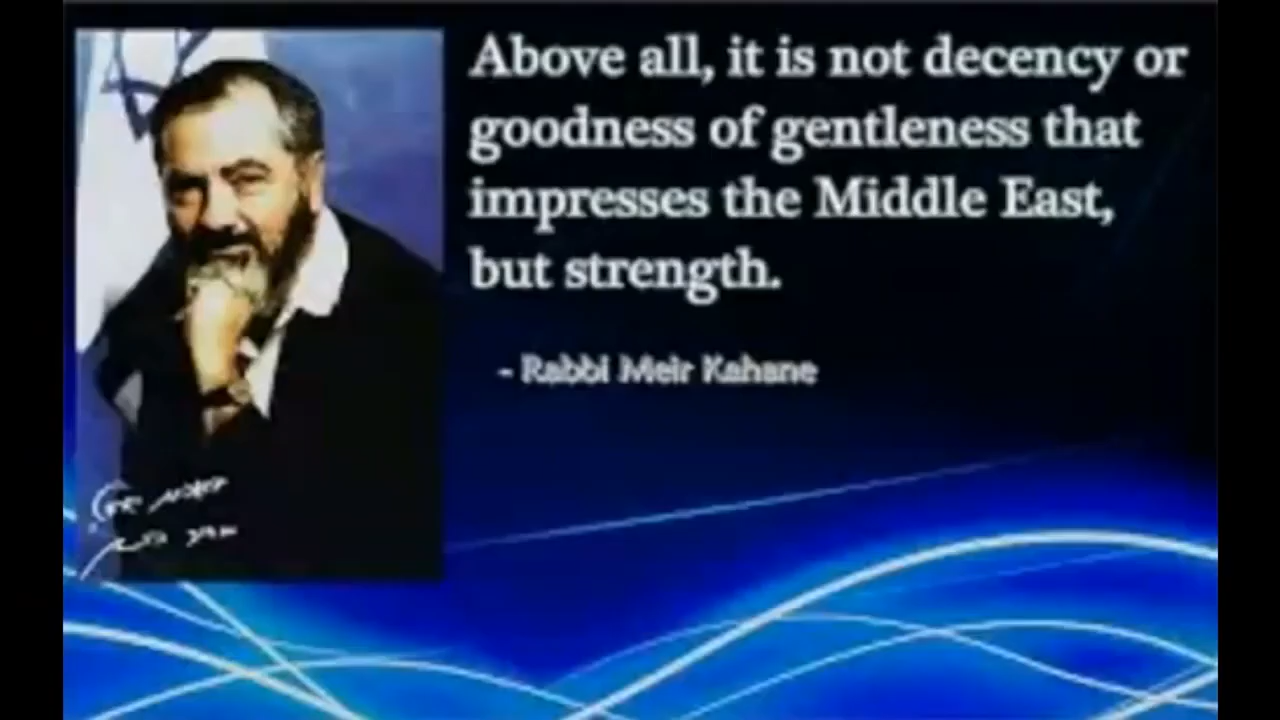 Above all, it is not decency or
goodness of gentleness that
impresses the Middle East,
but strength.
- Rabbi Meir Kahane